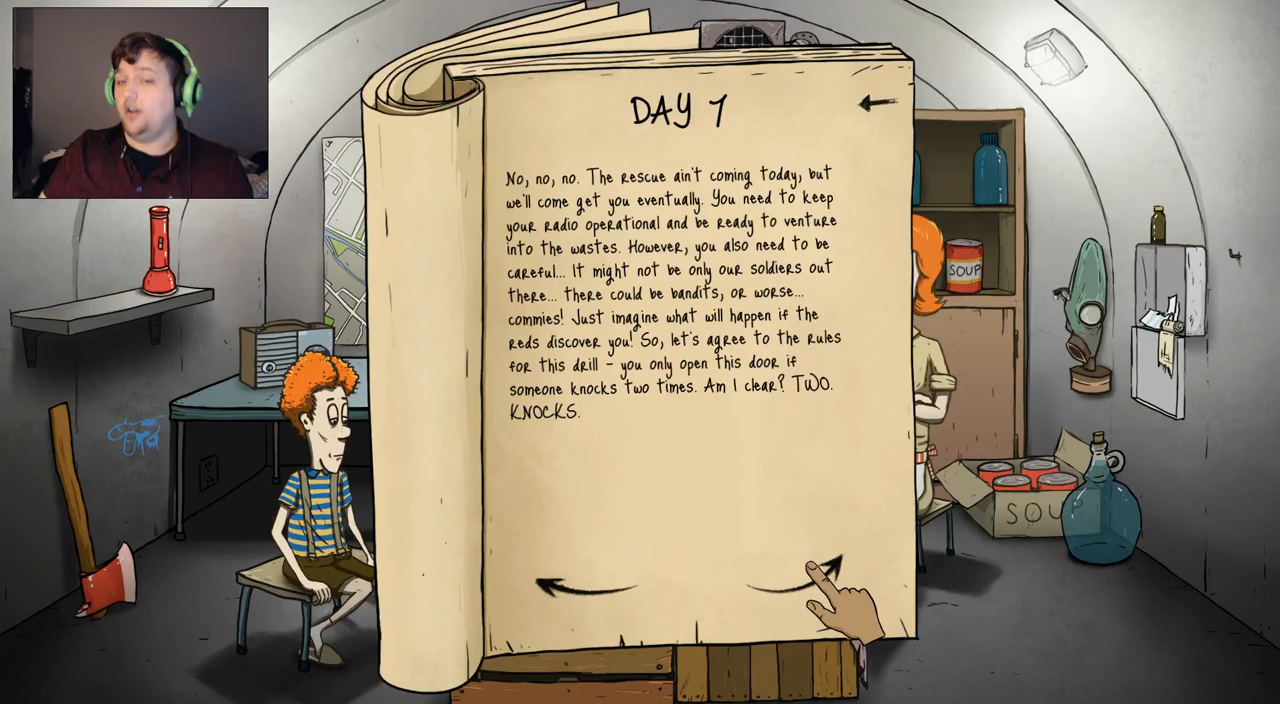 DAY 1
No, no, no. The rescue ain't coming today, but
we'll come get you eventually. You need to keep
your radio operational and be ready to venture
into the wastes. However, you also need to be
careful... It might not be only our soldiers out
there... there could be bandits, or worse...
commies! Just imagine what will happen if the
reds discover you! So, let's agree to the rules
for this drill - you only open this door if
someone knocks two times. Am I clear? TWO.
KNOCKS.
SOUP
SOU